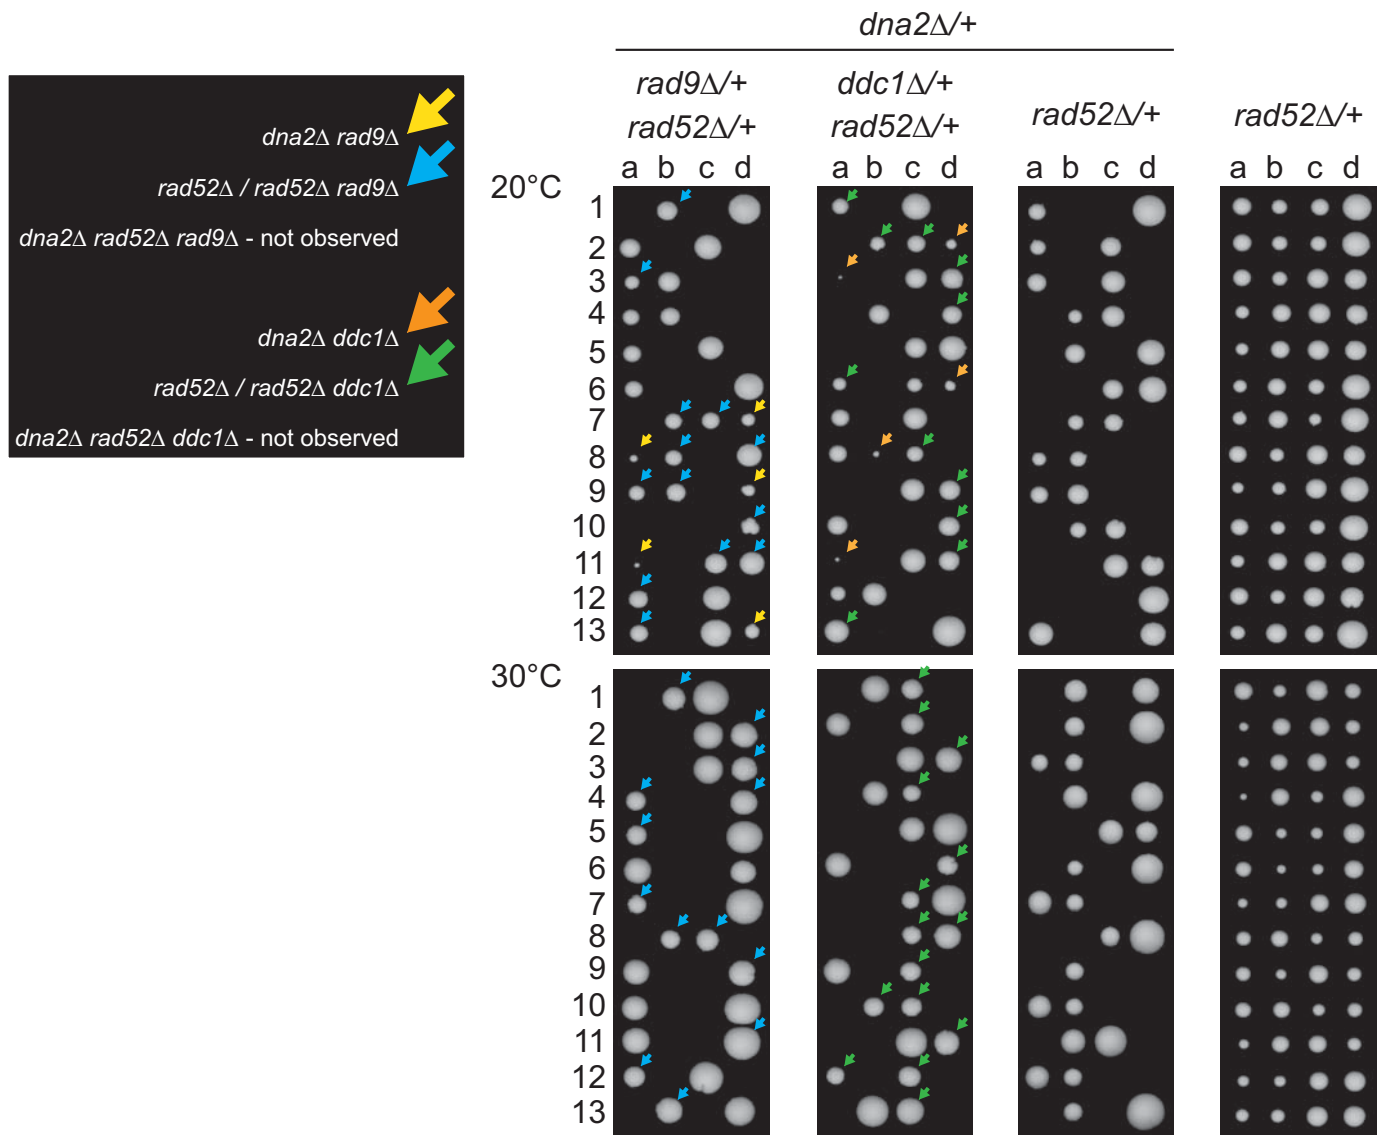 dna2Δ/+
rad9Δ/+ ddc1Δ/+
rad52Δ/+ rad52Δ/+ rad52Δ/+ rad52Δ/+
a b c d a b c d a b c d a b c d
dna2Δ rad9Δ
rad52Δ / rad52Δ rad9Δ
dna2Δ rad52Δ rad9Δ - not observed
dna2Δ ddc1Δ
rad52Δ / rad52Δ ddc1Δ
dna2Δ rad52Δ ddc1Δ - not observed
20°C
1
2
3
4
5
6
7
8
9
10
11
12
13
30°C
1
2
3
4
5
6
7
8
9
10
11
12
13